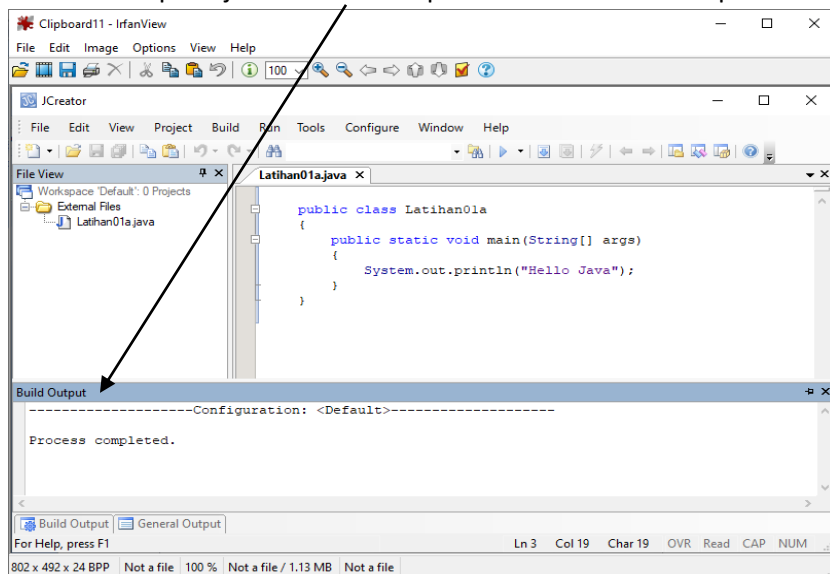 Clipboard11 - IrfanView
File Edit Image Options View Help
100
JCreator
File Edit View Project Build Run Tools Configure Window Help
File View
Latihan01a.java
Workspace 'Default': 0 Projects
External Files
Latihan01a.java
public class Latihan01a
{
public static void main(String[] args)
{
System.out.println("Hello Java");
}
}
Build Output
--------------------Configuration: <Default>--------------------
Process completed.
Build Output General Output
For Help, press F1 Ln 3 Col 19 Char 19 OVR Read CAP NUM
802 x 492 x 24 BPP Not a file 100 % Not a file / 1.13 MB Not a file